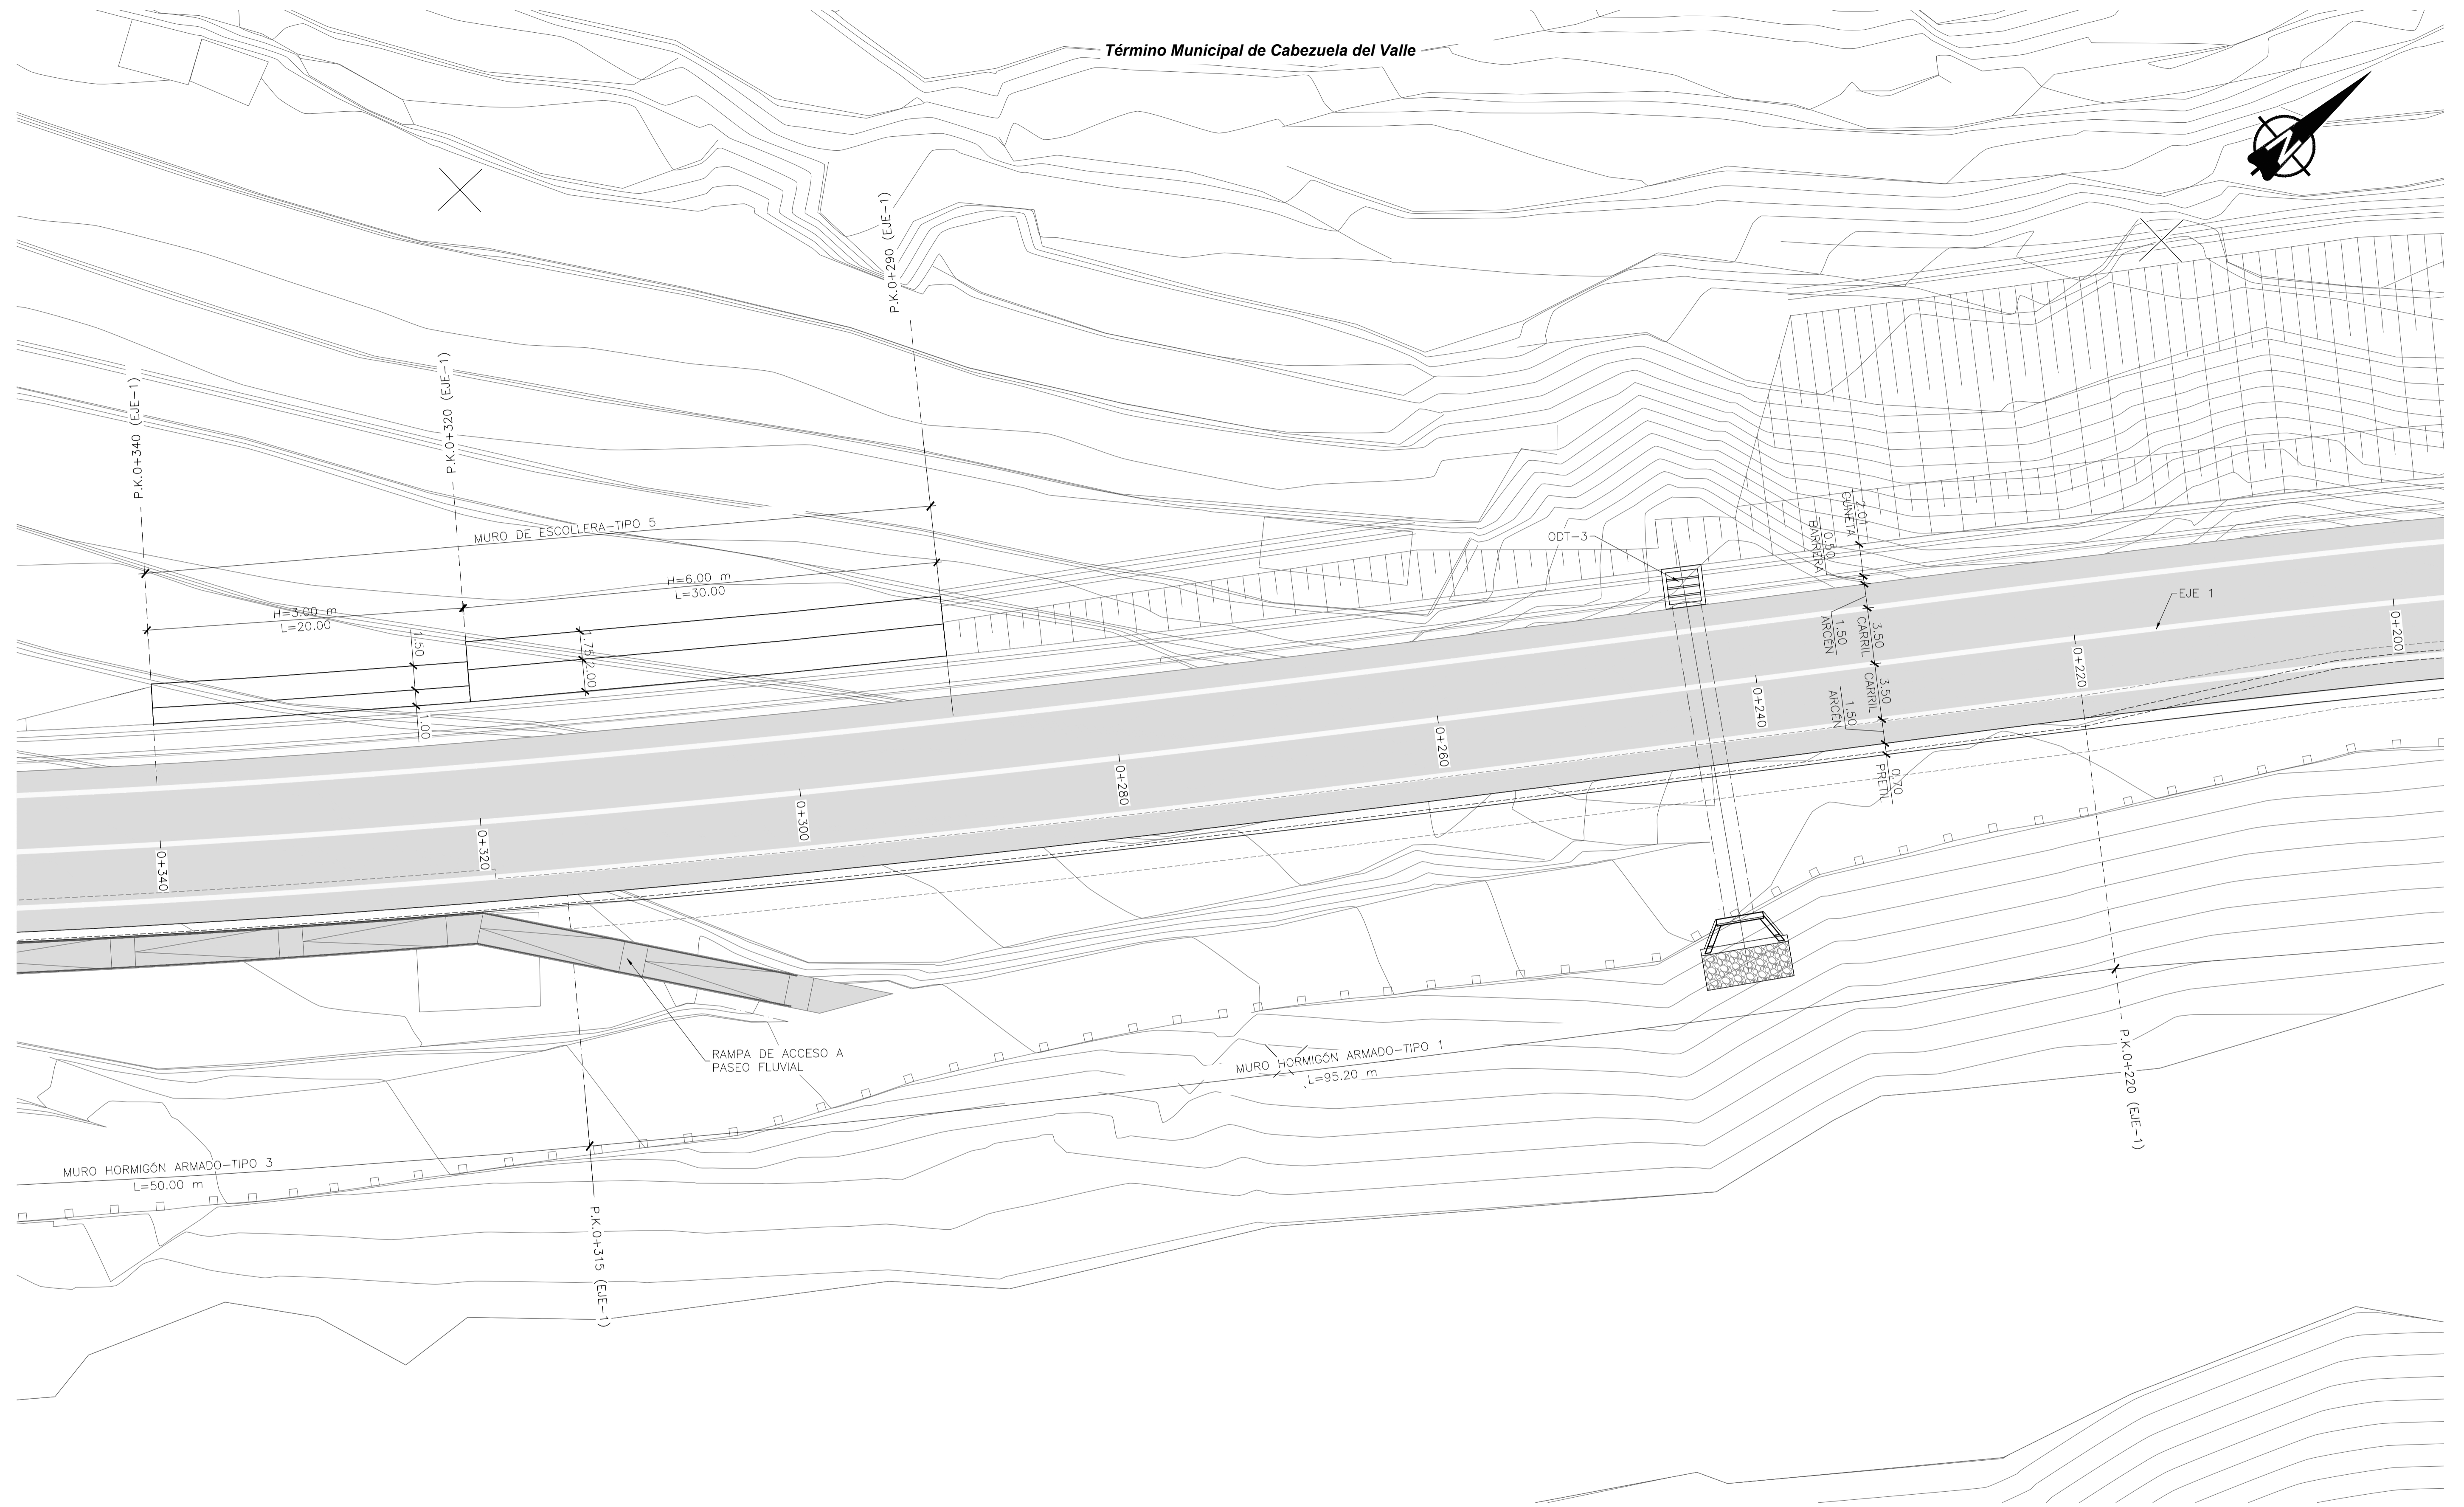 Término Municipal de Cabezuela del Valle
N
P.K.0+290 (EJE-1)
P.K.0+320 (EJE-1)
P.K.0+340 (EJE-1)
MURO DE ESCOLLERA-TIPO 5
H=6.00 m
L=30.00
H=3.00 m
L=20.00
1.50
1.00
1.75
2.00
ODT-3
2.01
CUNETA
0.50
BARRERA
1.50
ARCÉN
3.50
CARRIL
3.50
CARRIL
1.50
ARCÉN
0.70
PRETIL
EJE 1
0+200
0+220
0+240
0+260
0+280
0+300
0+320
0+340
RAMPA DE ACCESO A
PASEO FLUVIAL
MURO HORMIGÓN ARMADO-TIPO 1
L=95.20 m
P.K.0+220 (EJE-1)
MURO HORMIGÓN ARMADO-TIPO 3
L=50.00 m
P.K.0+315 (EJE-1)